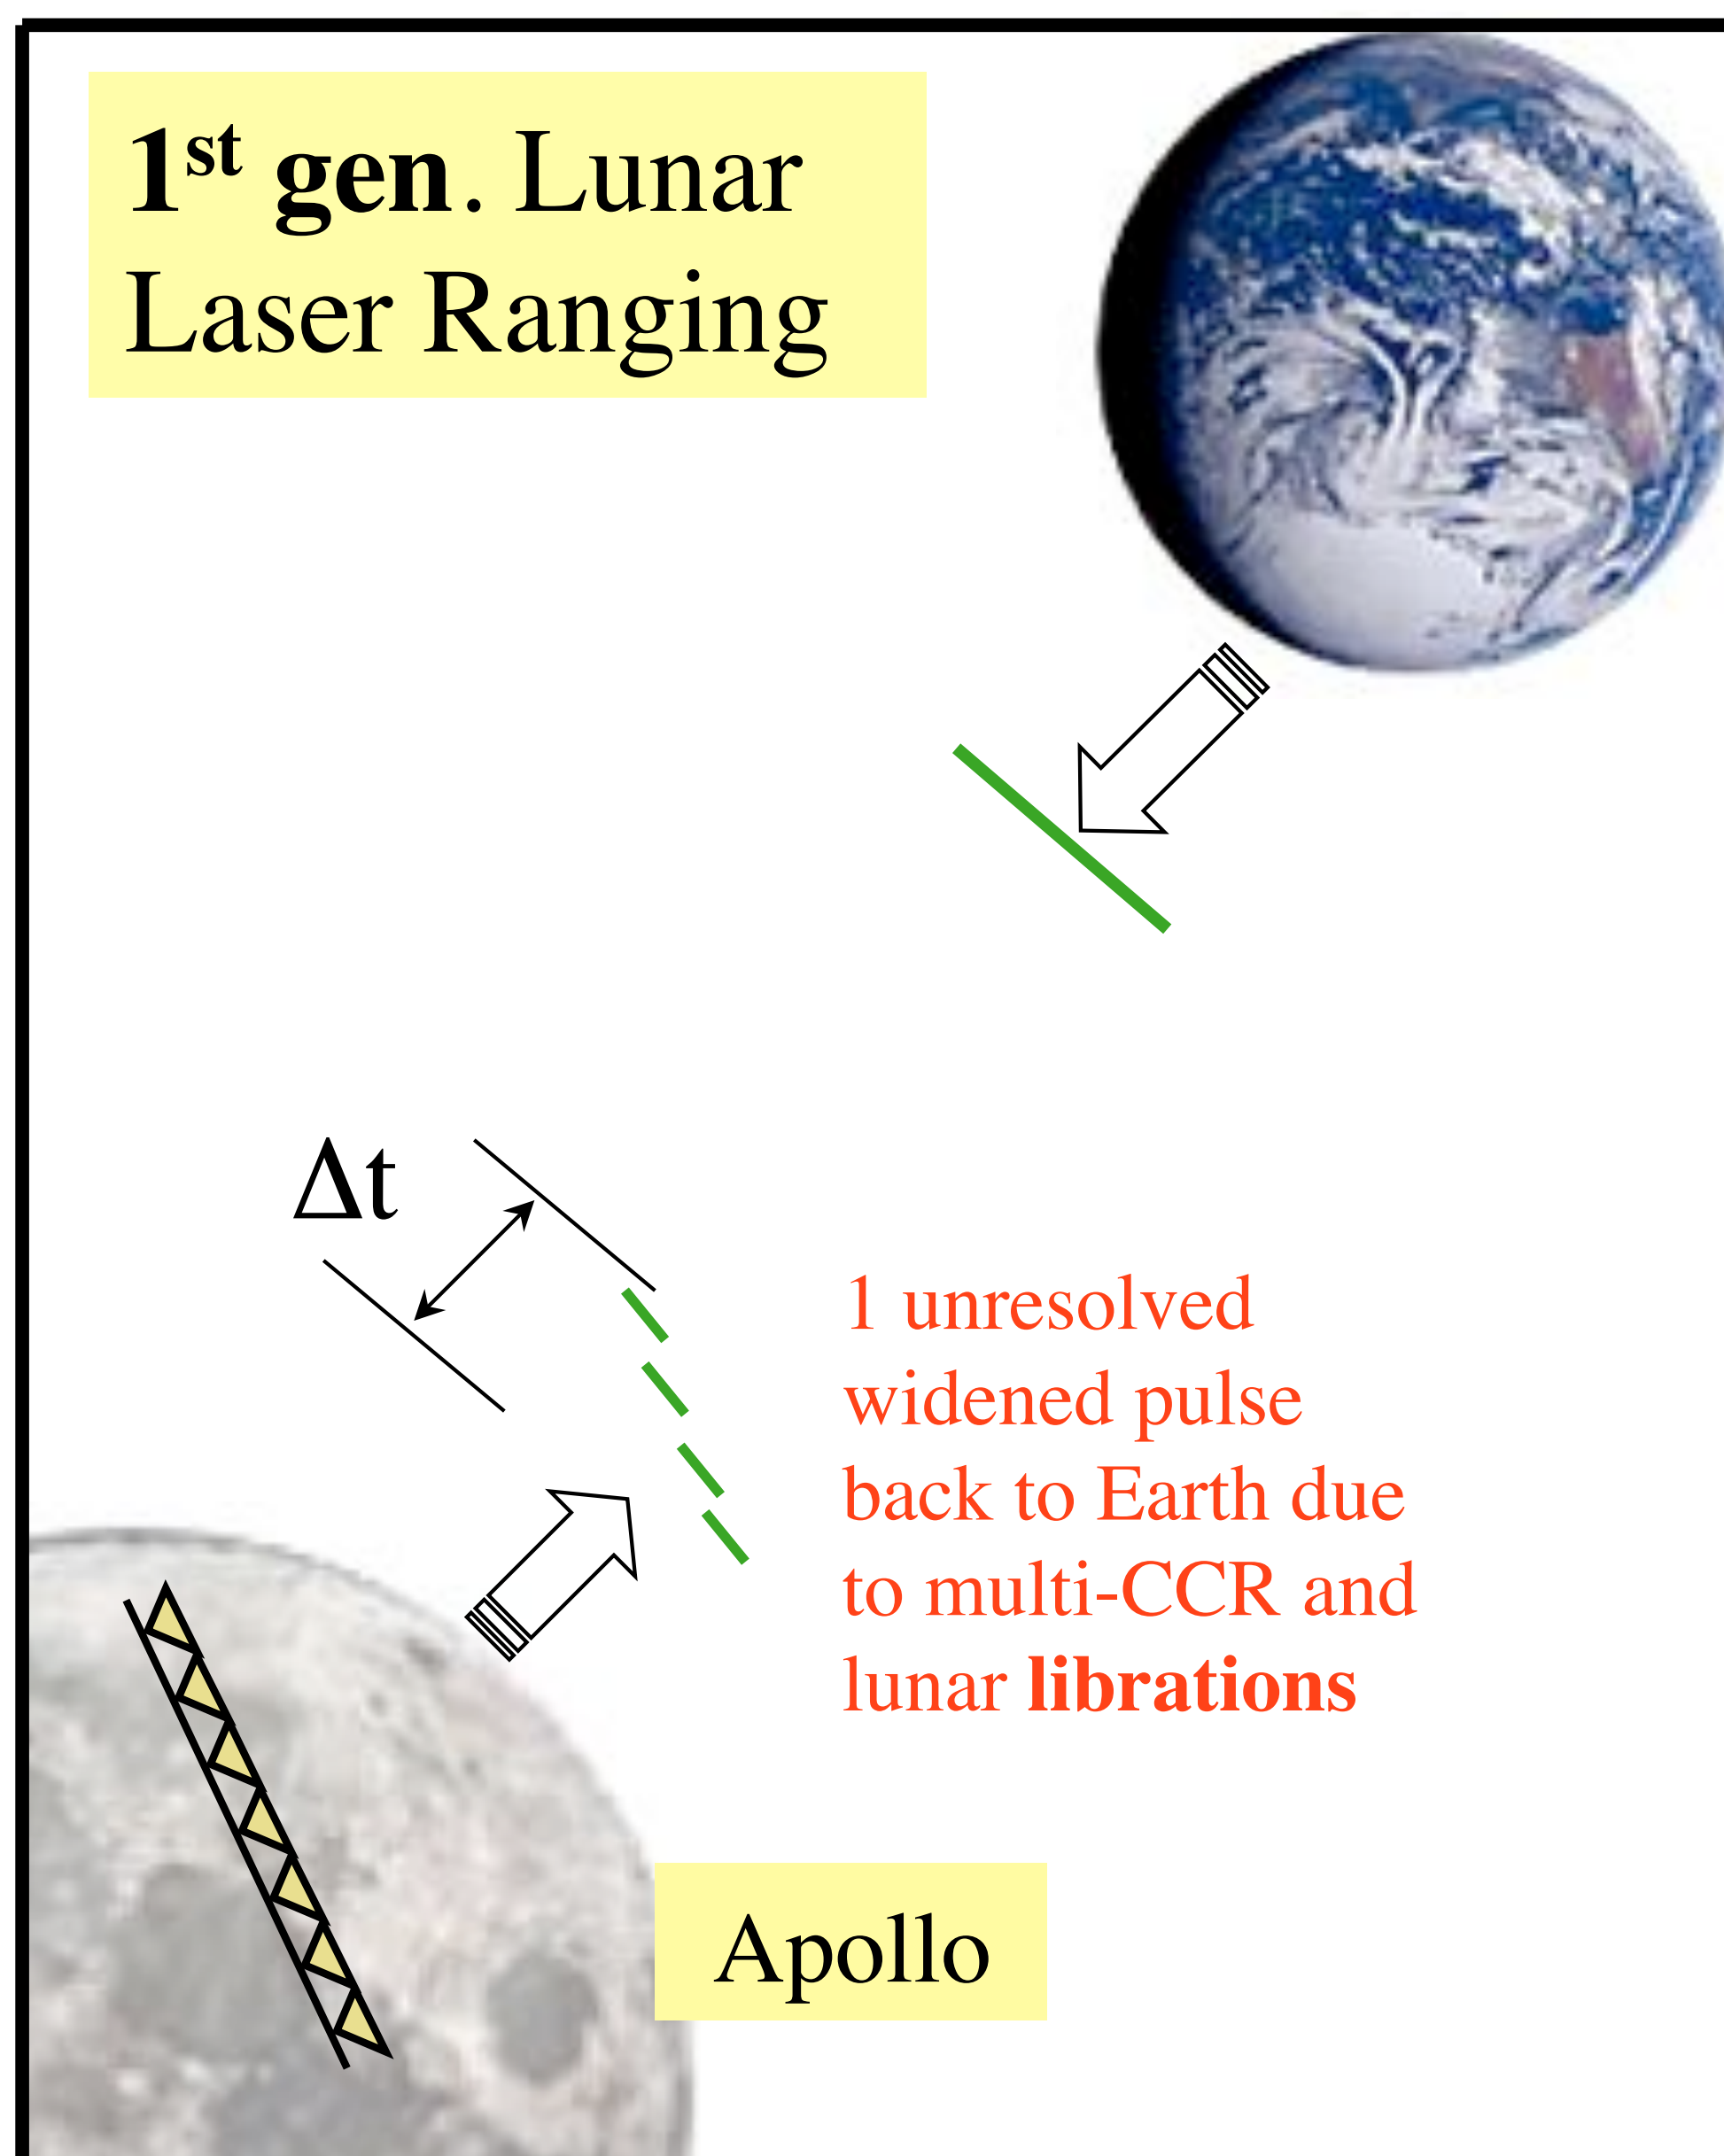 1st gen. Lunar
Laser Ranging
Δt
1 unresolved
widened pulse
back to Earth due
to multi-CCR and
lunar librations
Apollo